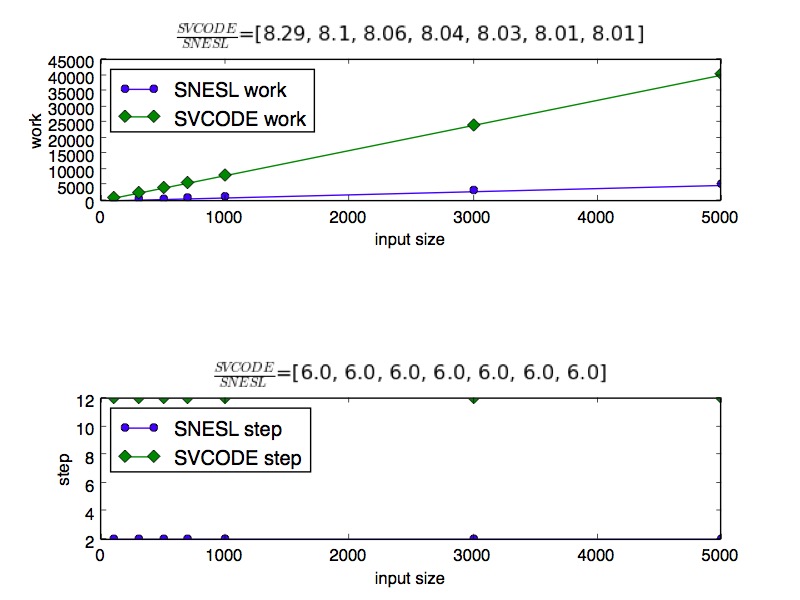 SVCODE/SNESL=[8.29, 8.1, 8.06, 8.04, 8.03, 8.01, 8.01]
45000
40000
35000
30000
25000
20000
15000
10000
5000
0
work
SNESL work
SVCODE work
0 1000 2000 3000 4000 5000
input size
SVCODE/SNESL=[6.0, 6.0, 6.0, 6.0, 6.0, 6.0, 6.0]
12
10
8
6
4
2
step
SNESL step
SVCODE step
0 1000 2000 3000 4000 5000
input size